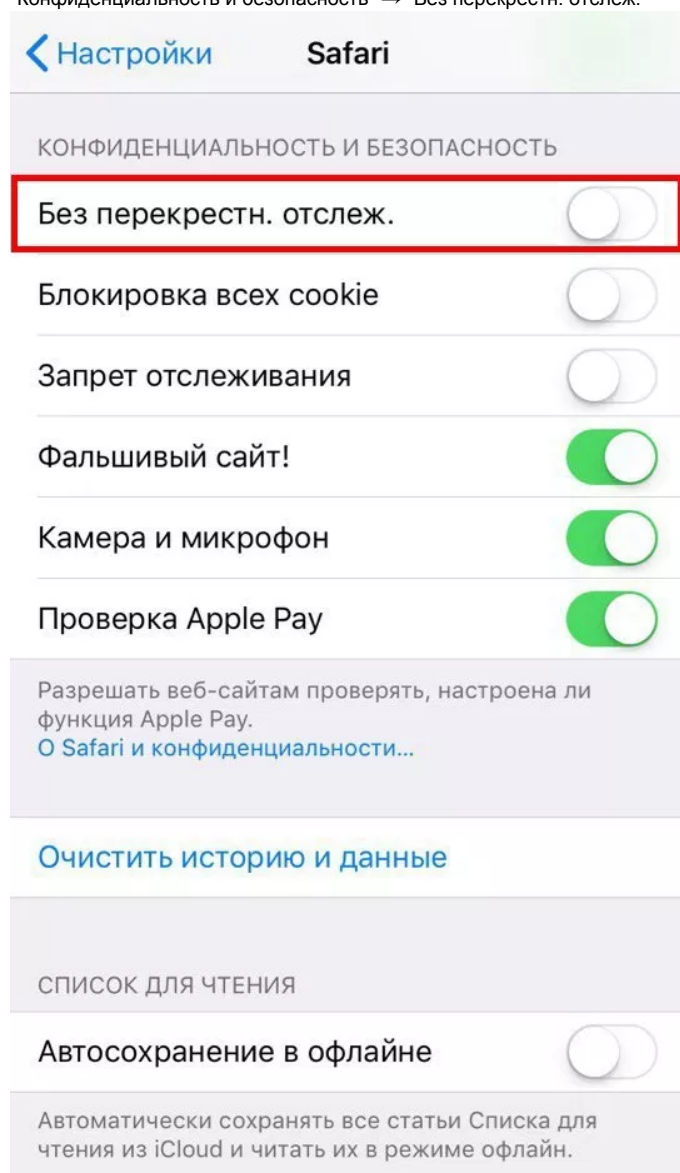 Конфиденциальность и безопасность → Без перекрестн. отслеж.
Настройки Safari
КОНФИДЕНЦИАЛЬНОСТЬ И БЕЗОПАСНОСТЬ
Без перекрестн. отслеж.
Блокировка всех cookie
Запрет отслеживания
Фальшивый сайт!
Камера и микрофон
Проверка Apple Pay
Разрешать веб-сайтам проверять, настроена ли
функция Apple Pay.
О Safari и конфиденциальности...
Очистить историю и данные
СПИСОК ДЛЯ ЧТЕНИЯ
Автосохранение в офлайне
Автоматически сохранять все статьи Списка для
чтения из iCloud и читать их в режиме офлайн.